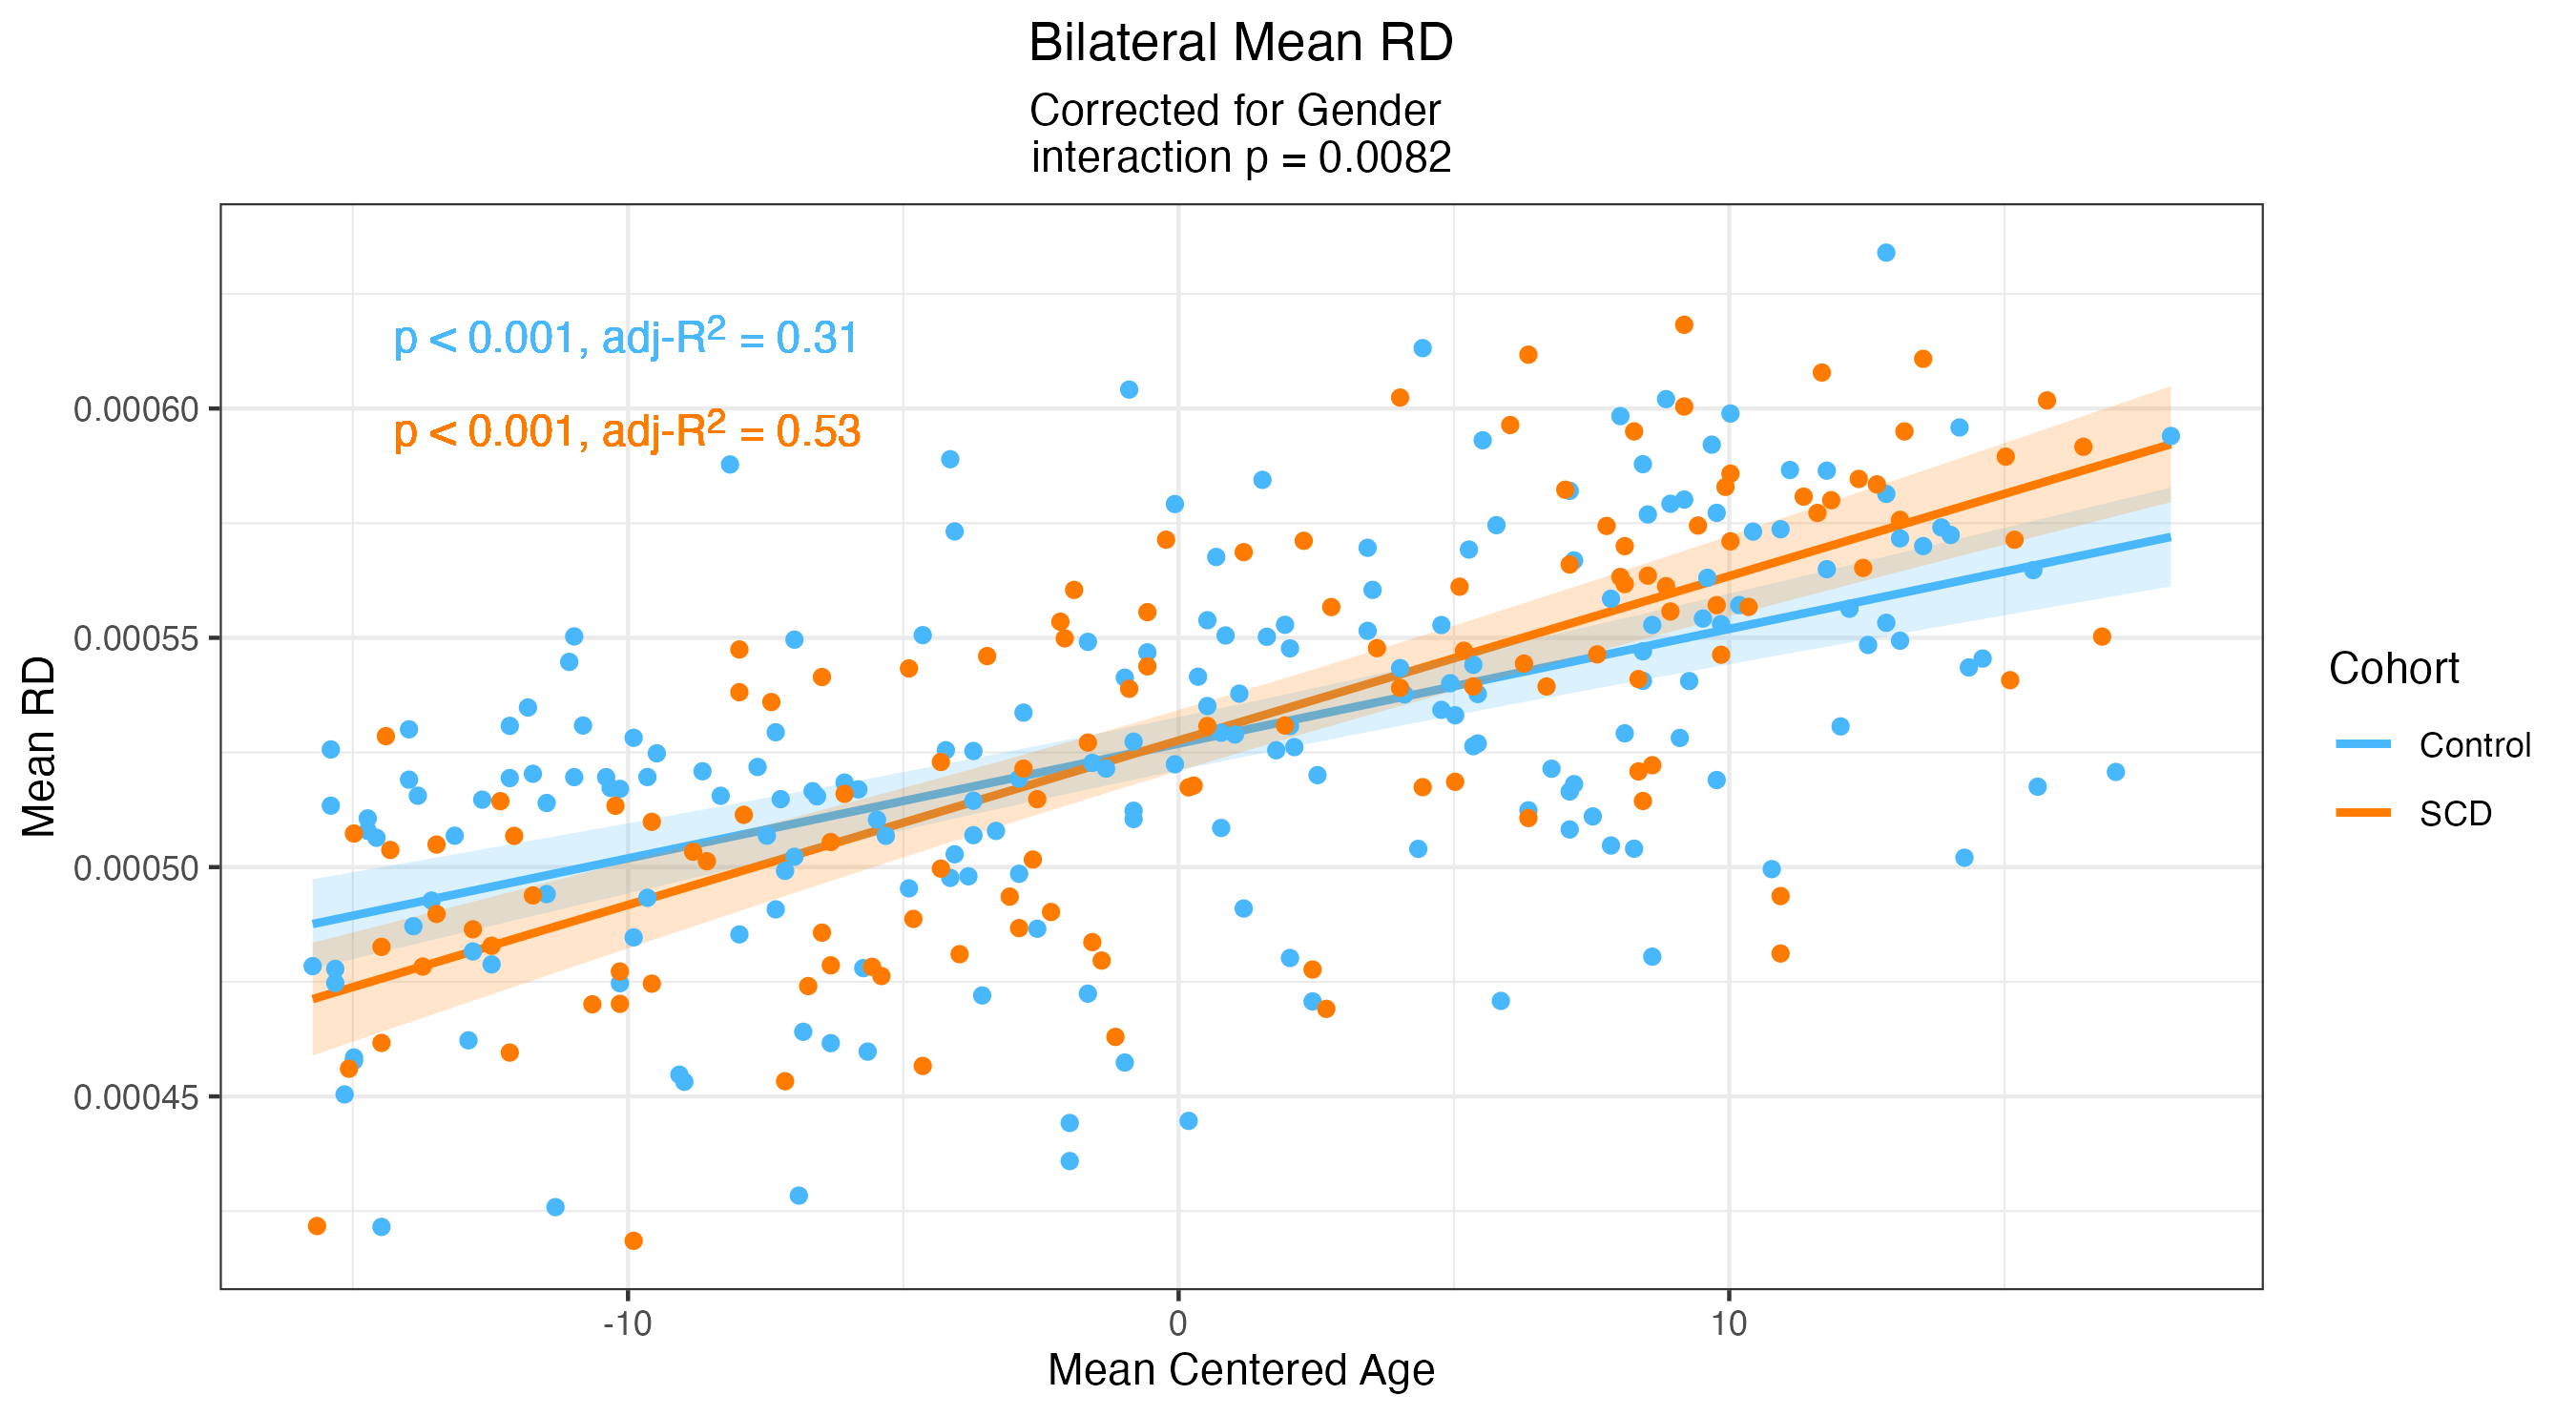 Bilateral Mean RD
Corrected for Gender
interaction p = 0.0082
p < 0.001, adj-R² = 0.31
p < 0.001, adj-R² = 0.53
0.00060
0.00055
0.00050
0.00045
Mean RD
-10 0 10
Mean Centered Age
Cohort
Control
SCD